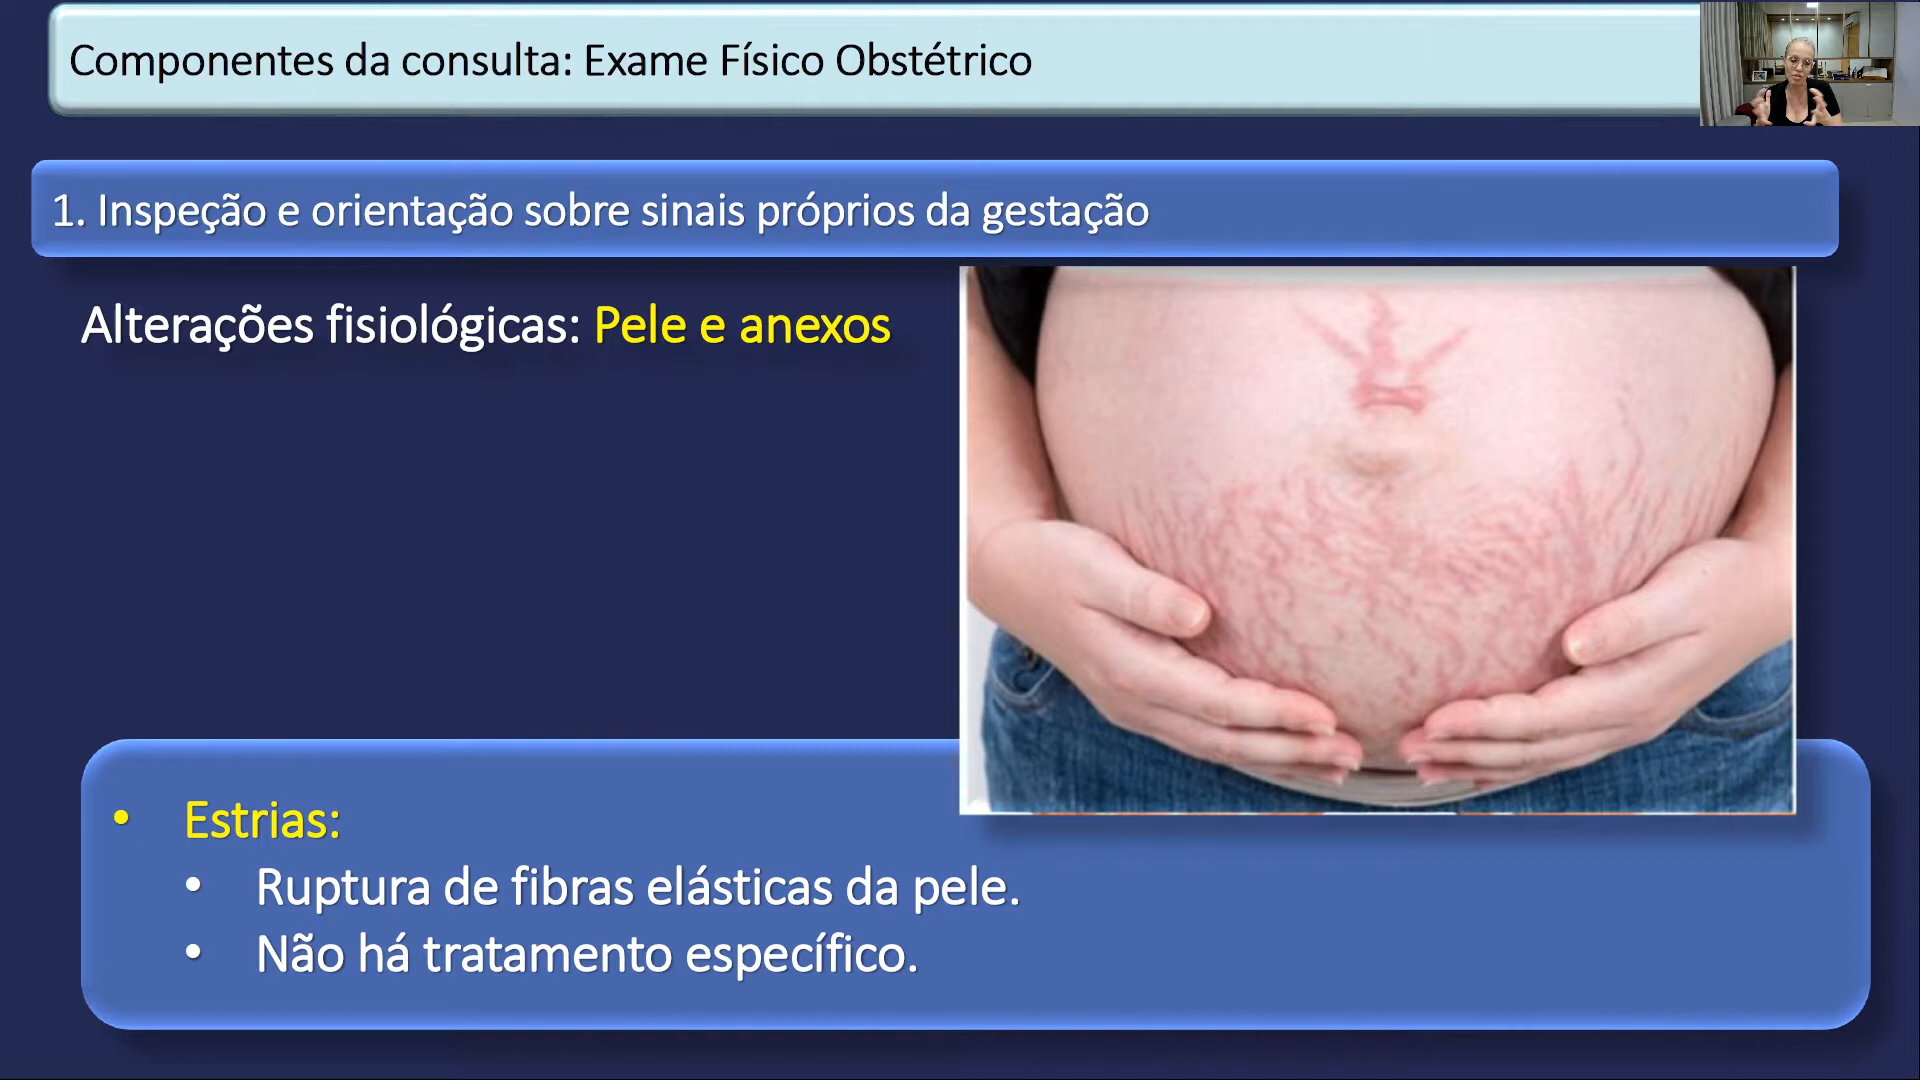 Componentes da consulta: Exame Físico Obstétrico
1. Inspeção e orientação sobre sinais próprios da gestação
Alterações fisiológicas: Pele e anexos
• Estrias:
• Ruptura de fibras elásticas da pele.
• Não há tratamento específico.